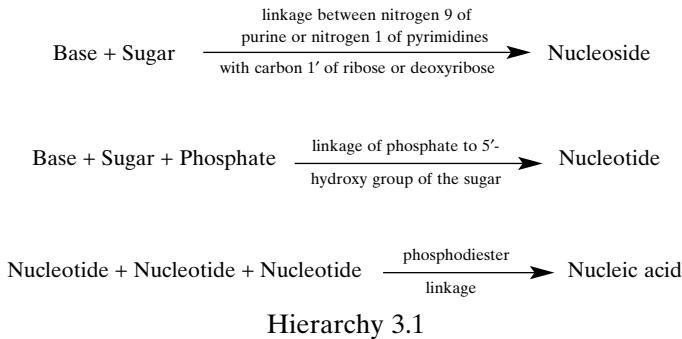 linkage between nitrogen 9 of
purine or nitrogen 1 of pyrimidines
Base + Sugar
Nucleoside
with carbon 1′ of ribose or deoxyribose
linkage of phosphate to 5′-
Base + Sugar + Phosphate
Nucleotide
hydroxy group of the sugar
phosphodiester
Nucleotide + Nucleotide + Nucleotide
Nucleic acid
linkage
Hierarchy 3.1